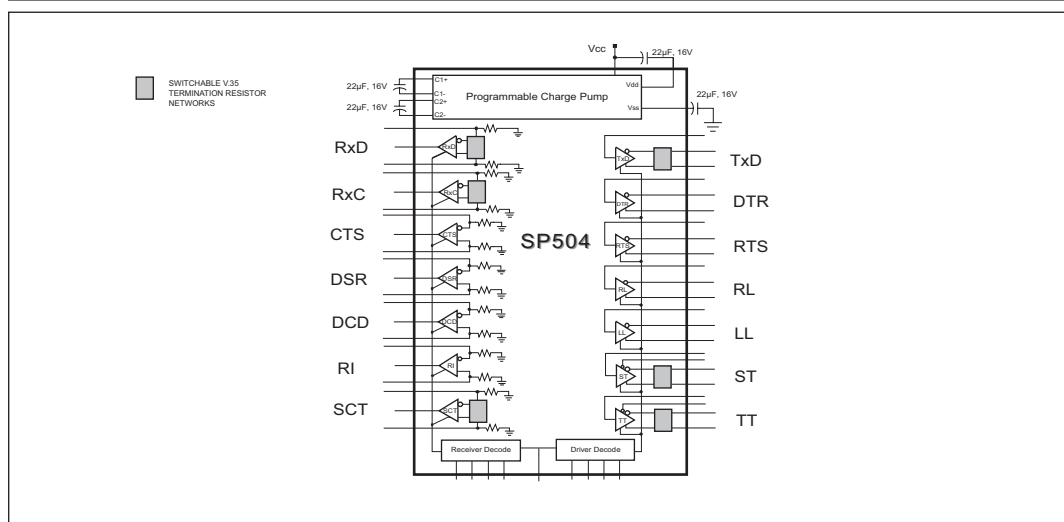 Vcc
22µF, 16V
SWITCHABLE V.35
TERMINATION RESISTOR
NETWORKS
22µF, 16V
C1+
C1-
C2+
C2-
22µF, 16V
Programmable Charge Pump
Vdd
Vss
22µF, 16V
RxD
RxD
TxD
TxD
RxC
RxC
DTR
DTR
CTS
CTS
SP504
RTS
RTS
DSR
DSR
RL
RL
DCD
DCD
LL
LL
RI
RI
ST
ST
SCT
SCT
TT
TT
Receiver Decode
Driver Decode